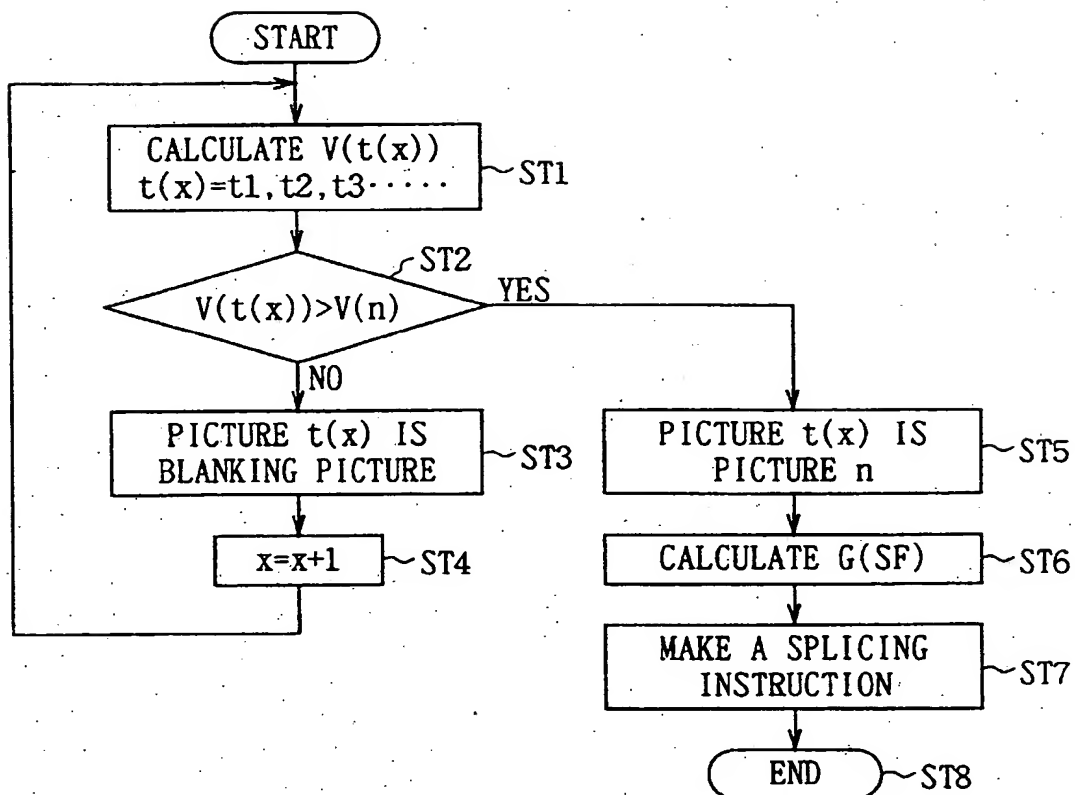 START
CALCULATE V(t(x))
t(x)=t1,t2,t3·····
ST1
ST2
V(t(x))>V(n)
YES
NO
PICTURE t(x) IS
BLANKING PICTURE
ST3
x=x+1
ST4
PICTURE t(x) IS
PICTURE n
ST5
CALCULATE G(SF)
ST6
MAKE A SPLICING
INSTRUCTION
ST7
END
ST8